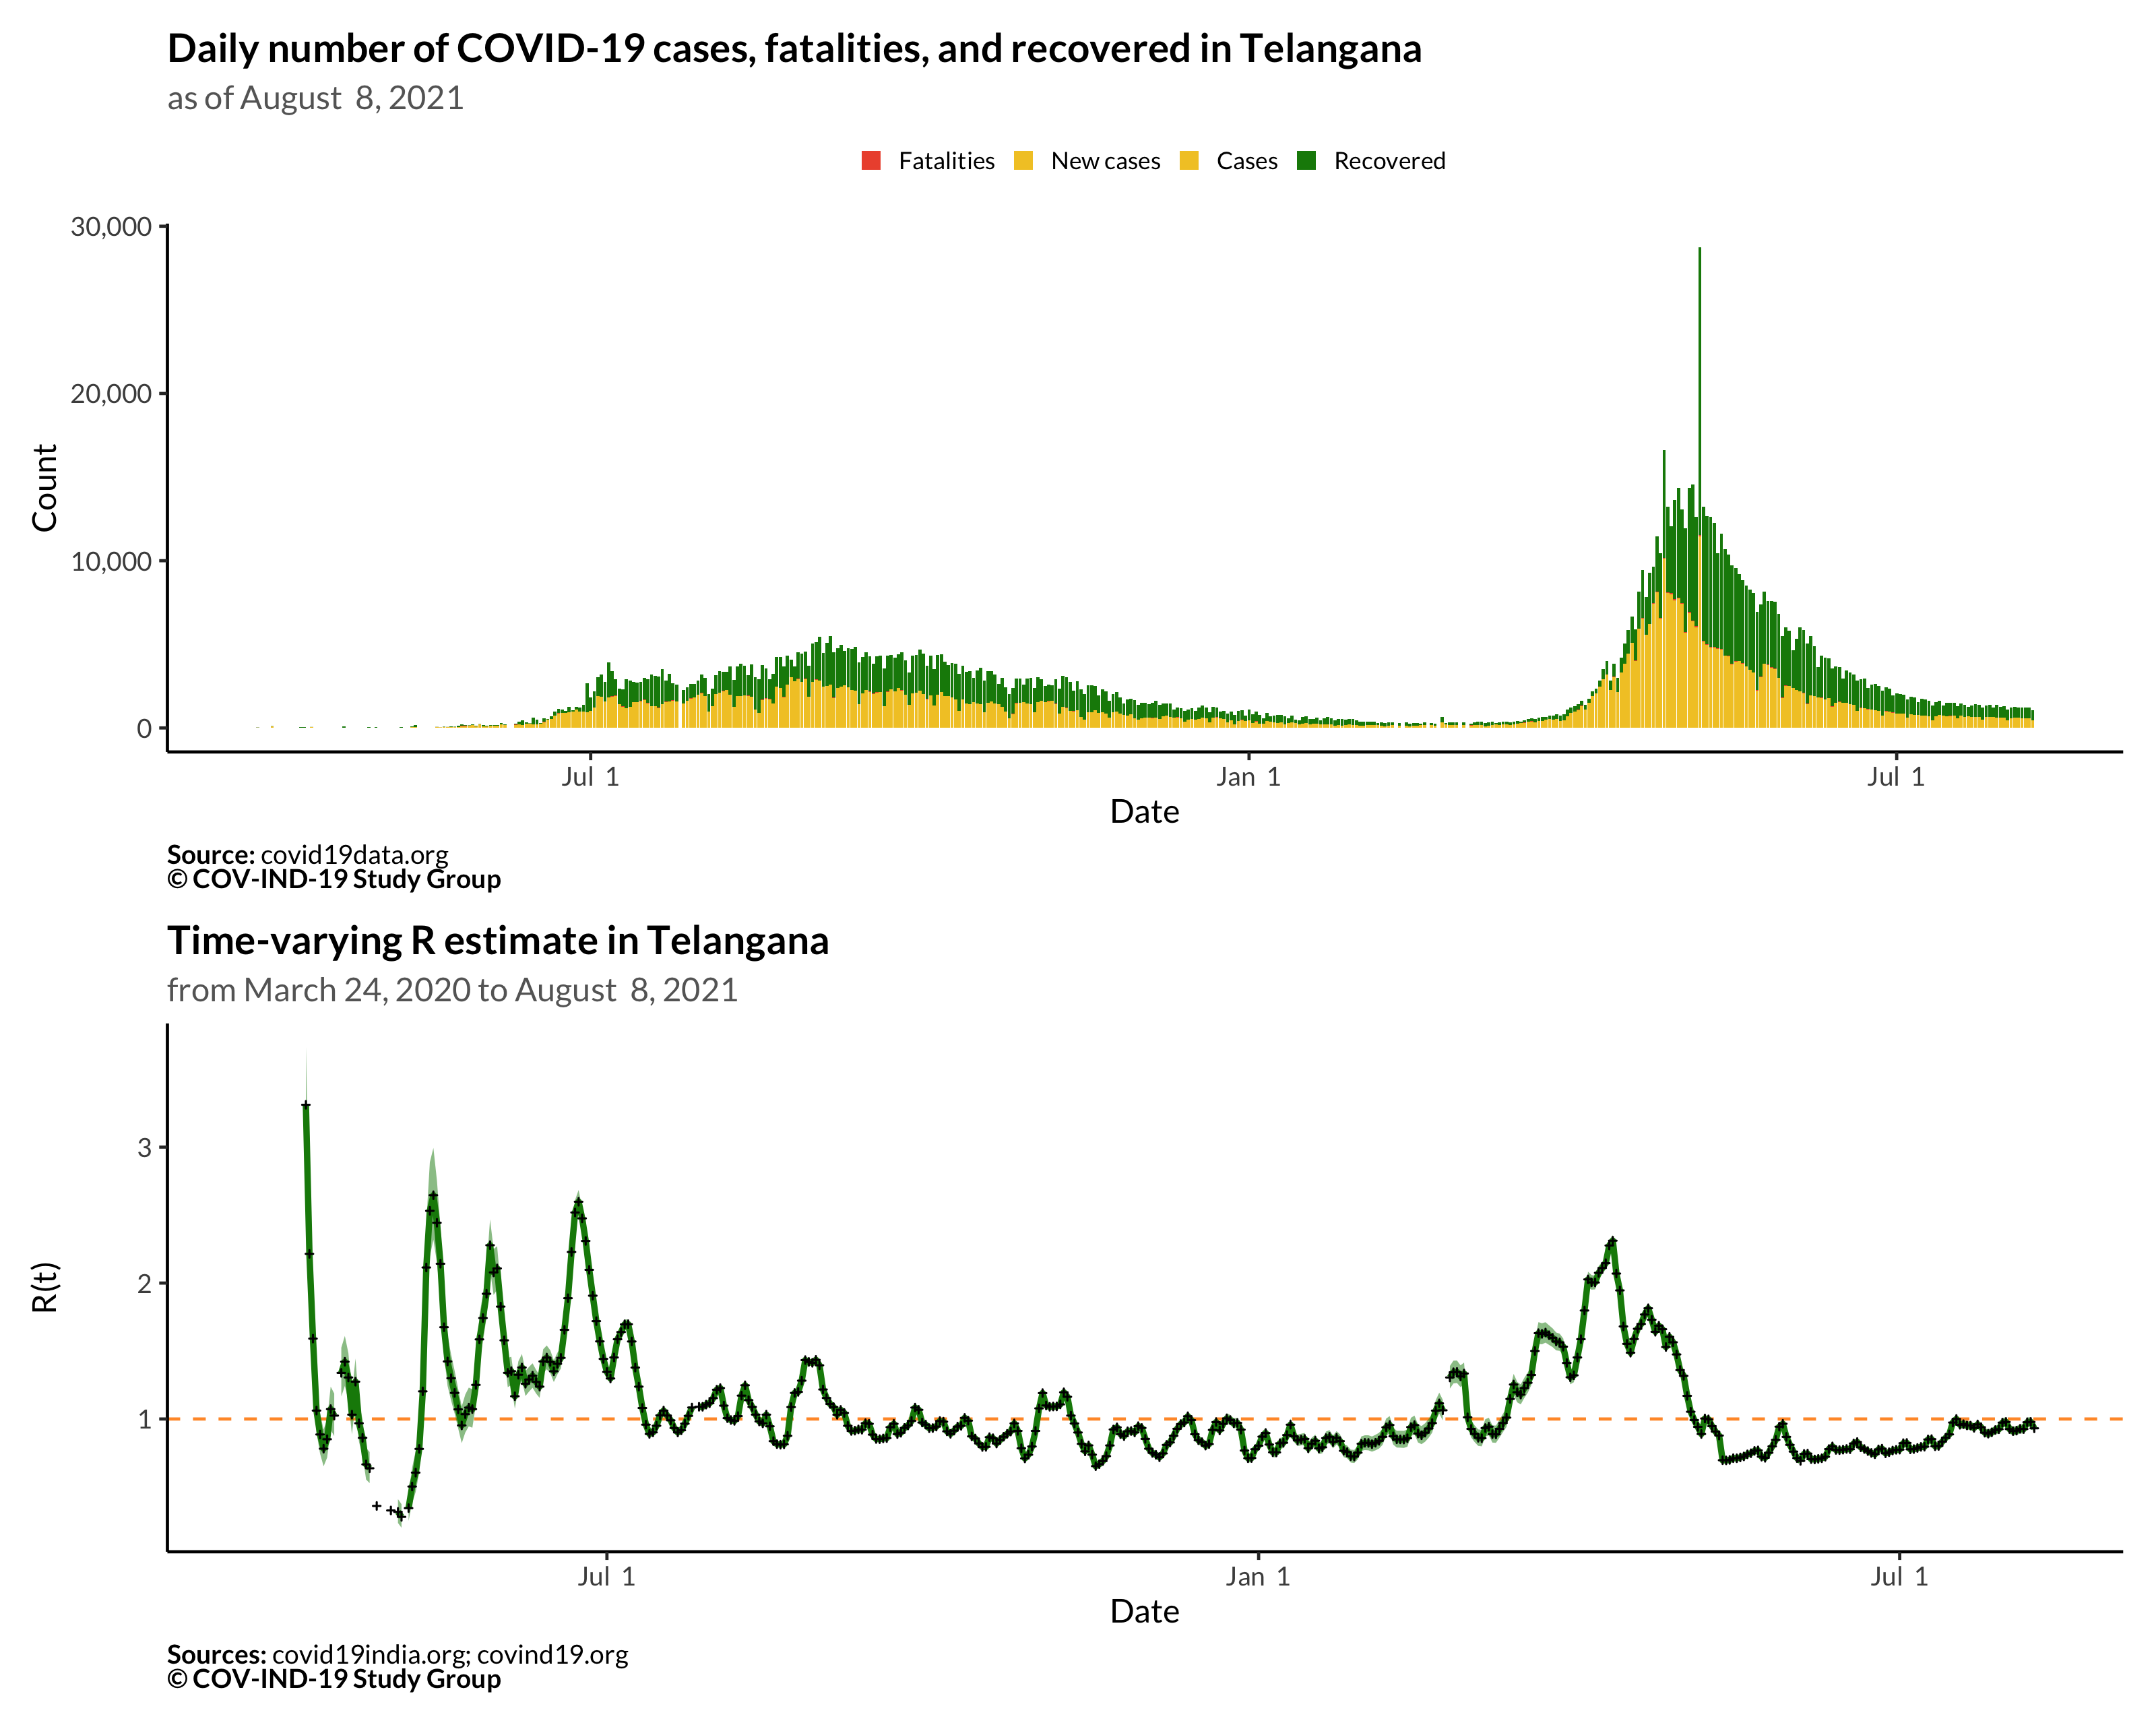 Daily number of COVID-19 cases, fatalities, and recovered in Telangana
as of August  8, 2021
Fatalities New cases Cases Recovered
30,000
20,000
10,000
0
Count
Jul  1 Jan  1 Jul  1
Date
Source: covid19data.org
© COV-IND-19 Study Group
Time-varying R estimate in Telangana
from March 24, 2020 to August  8, 2021
3
2
1
R(t)
Jul  1 Jan  1 Jul  1
Date
Sources: covid19india.org; covind19.org
© COV-IND-19 Study Group